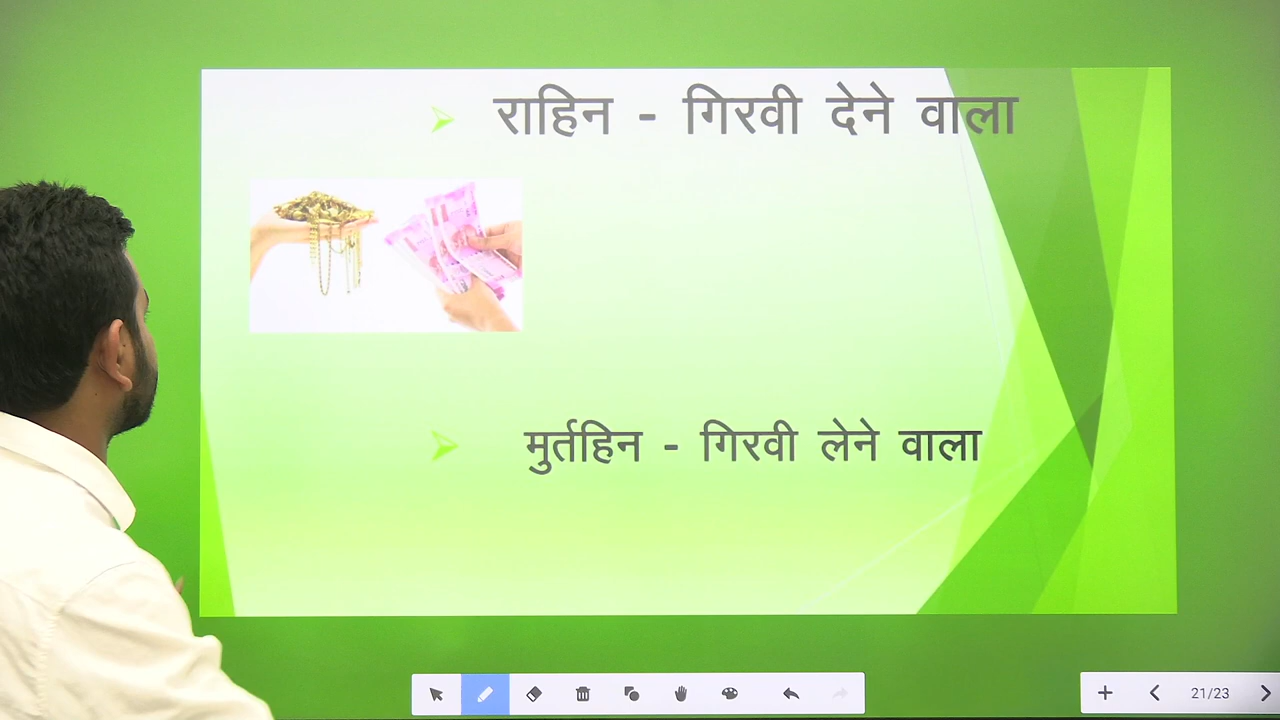 राहिन - गिरवी देने वाला
मुर्तहिन - गिरवी लेने वाला
21/23